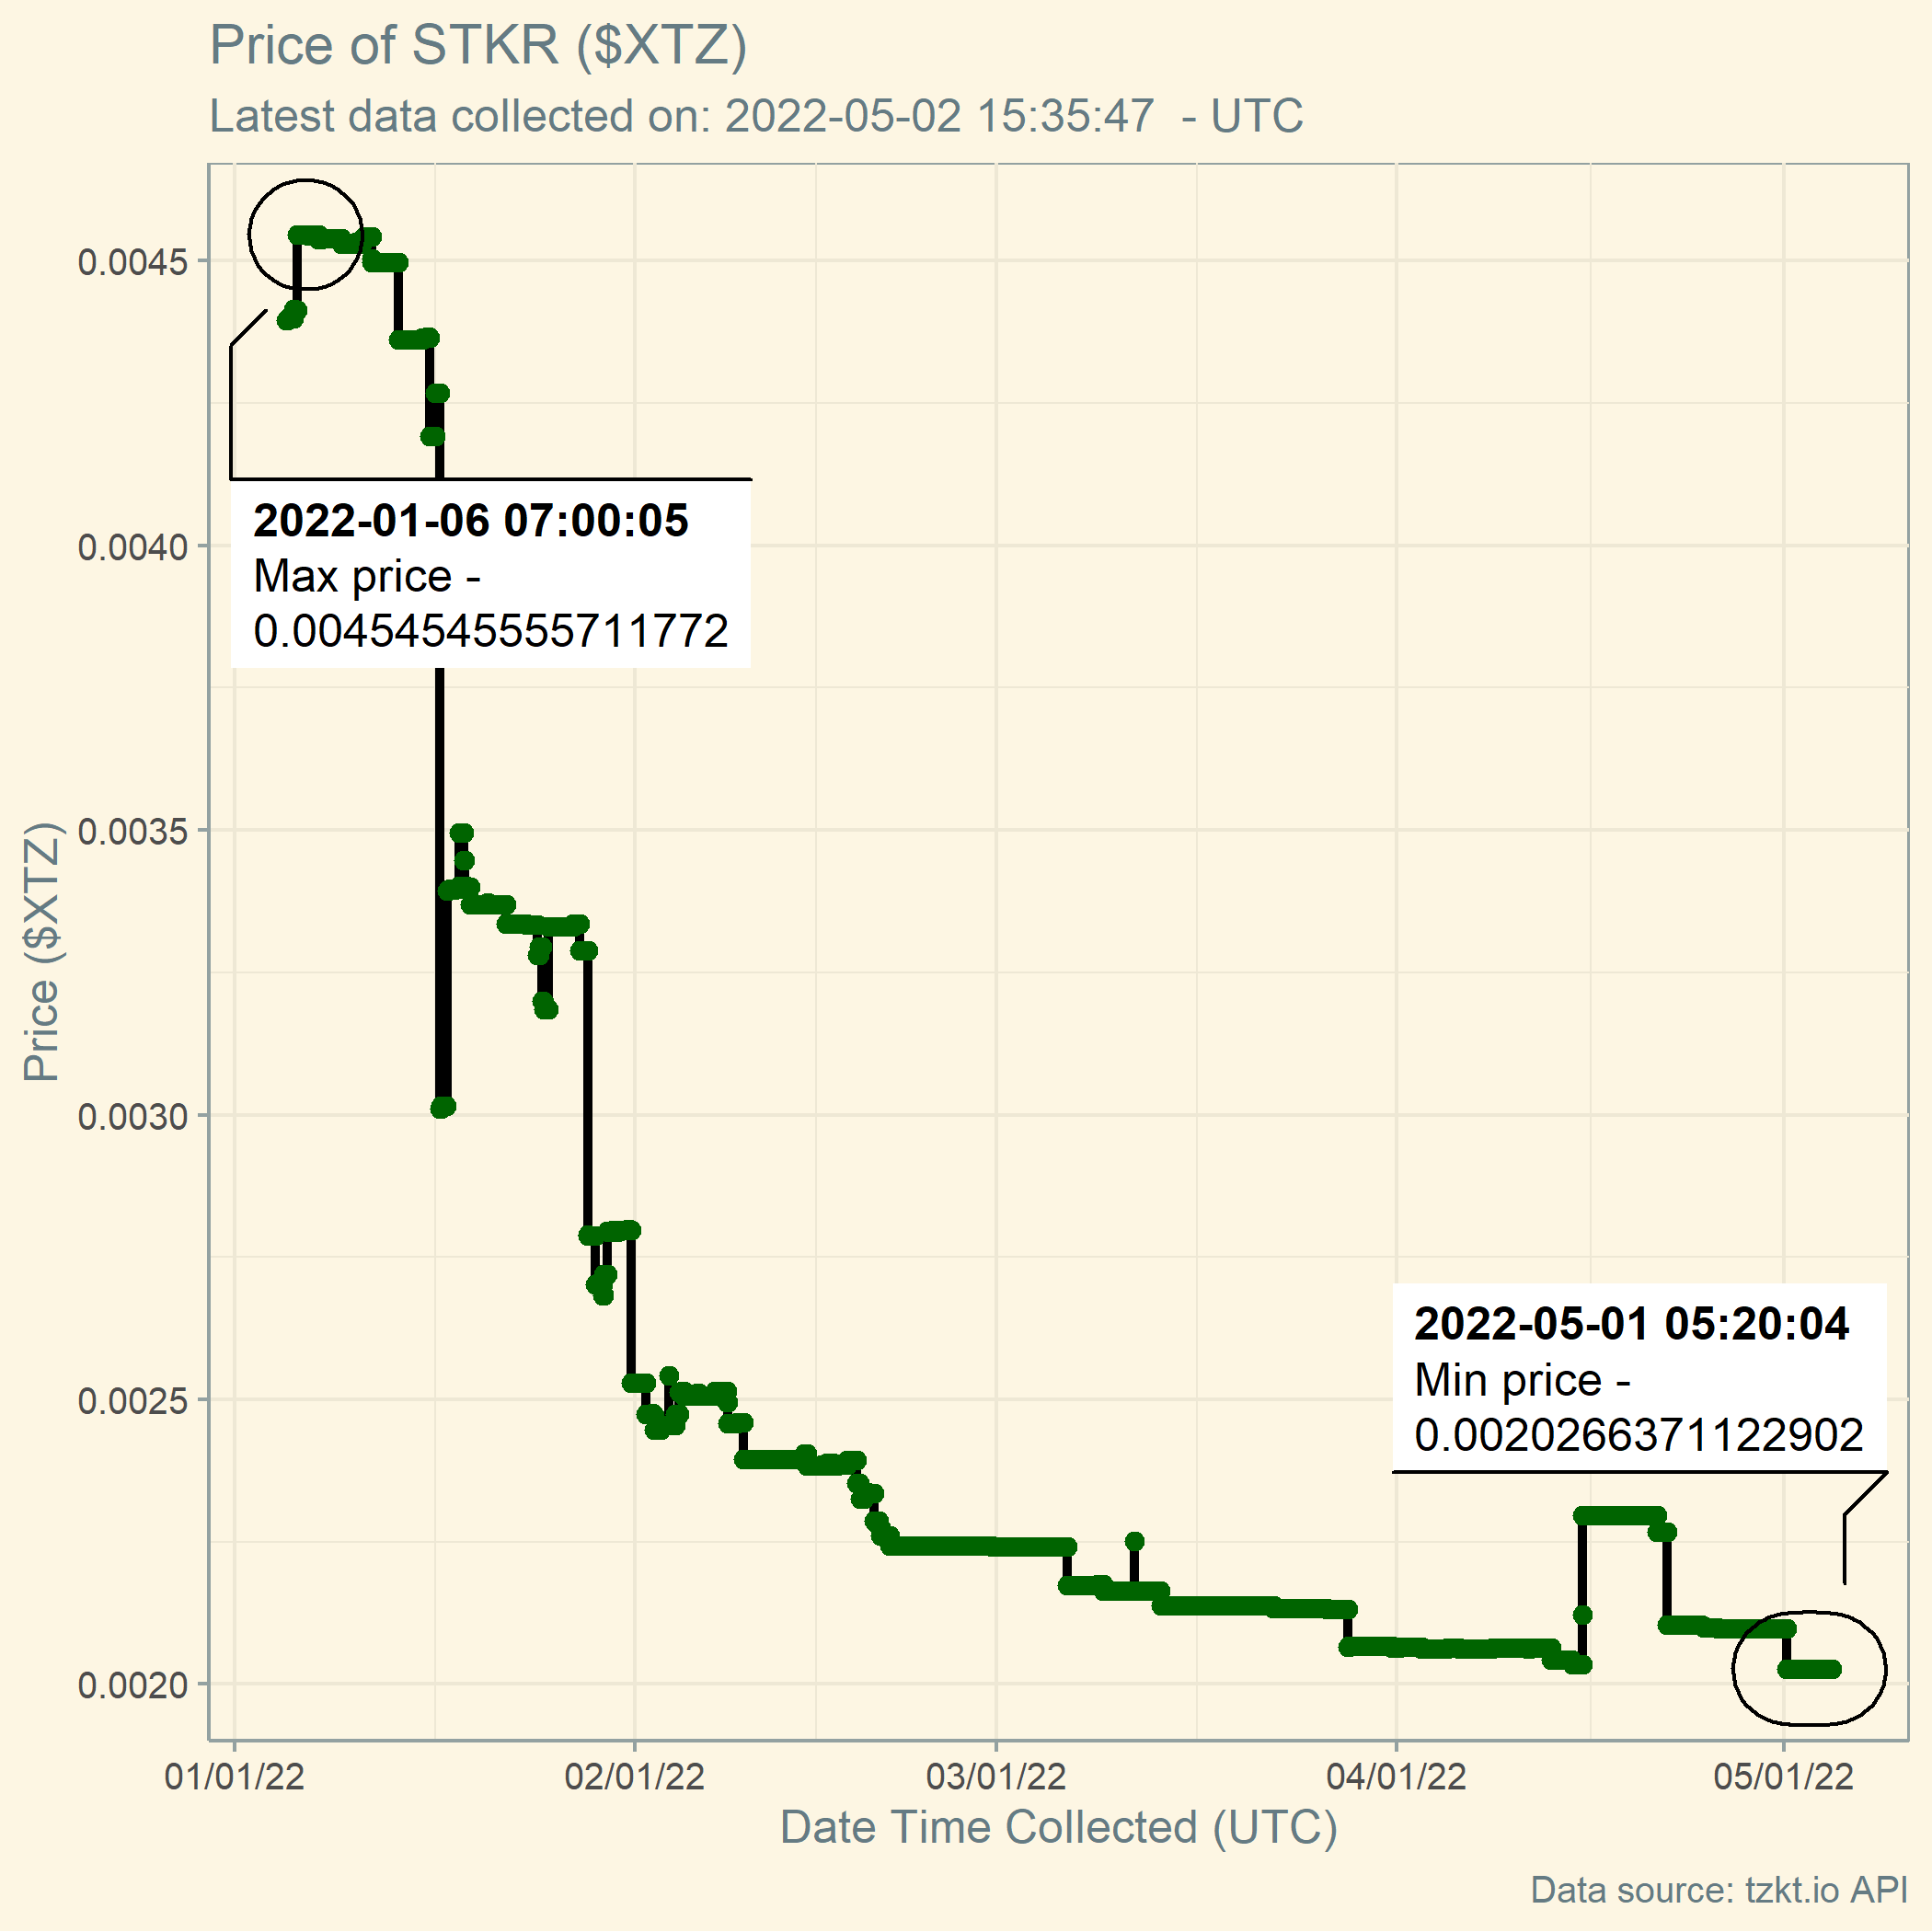 Price of STKR ($XTZ)
Latest data collected on: 2022-05-02 15:35:47  - UTC
0.0045
0.0040
0.0035
0.0030
0.0025
0.0020
Price ($XTZ)
2022-01-06 07:00:05
Max price -
0.00454545555711772
2022-05-01 05:20:04
Min price -
0.0020266371122902
01/01/22
02/01/22
03/01/22
04/01/22
05/01/22
Date Time Collected (UTC)
Data source: tzkt.io API